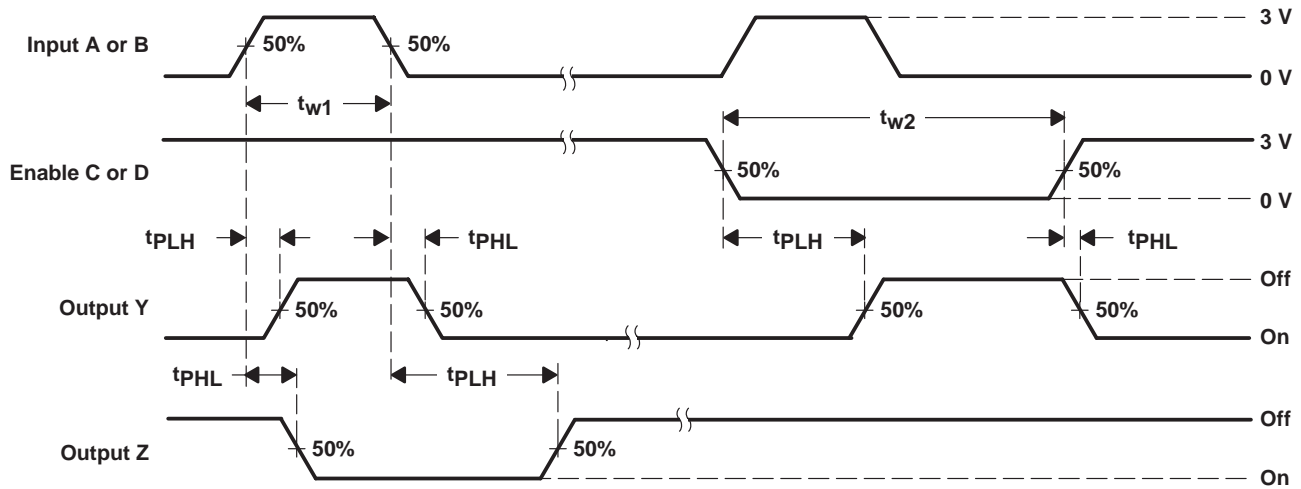 3 V
Input A or B
50%
50%
0 V
tw1
tw2
3 V
Enable C or D
50%
50%
0 V
tPLH
tPHL
tPLH
tPHL
Off
Output Y
50%
50%
50%
50%
On
tPHL
tPLH
Off
Output Z
50%
50%
On